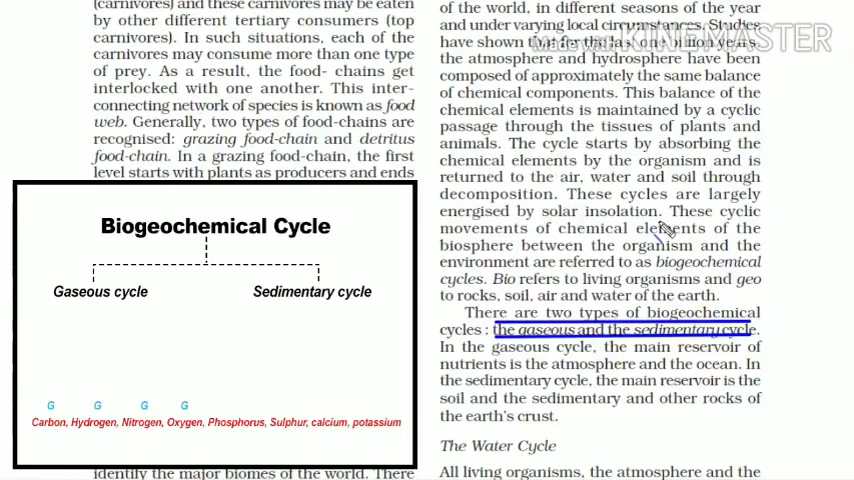 (carnivores) and these carnivores may be eaten
by other different tertiary consumers (top
carnivores). In such situations, each of the
carnivores may consume more than one type
of prey. As a result, the food- chains get
interlocked with one another. This inter-
connecting network of species is known as food
web. Generally, two types of food-chains are
recognised: grazing food-chain and detritus
food-chain. In a grazing food-chain, the first
level starts with plants as producers and ends
Biogeochemical Cycle
Gaseous cycle
Sedimentary cycle
G G G G
Carbon, Hydrogen, Nitrogen, Oxygen, Phosphorus, Sulphur, calcium, potassium
identify the major biomes of the world. There
of the world, in different seasons of the year
and under varying local circumstances. Studies
have shown that for the last one billion years,
the atmosphere and hydrosphere have been
composed of approximately the same balance
of chemical components. This balance of the
chemical elements is maintained by a cyclic
passage through the tissues of plants and
animals. The cycle starts by absorbing the
chemical elements by the organism and is
returned to the air, water and soil through
decomposition. These cycles are largely
energised by solar insolation. These cyclic
movements of chemical elements of the
biosphere between the organism and the
environment are referred to as biogeochemical
cycles. Bio refers to living organisms and geo
to rocks, soil, air and water of the earth.
There are two types of biogeochemical
cycles : the gaseous and the sedimentary cycle.
In the gaseous cycle, the main reservoir of
nutrients is the atmosphere and the ocean. In
the sedimentary cycle, the main reservoir is the
soil and the sedimentary and other rocks of
the earth's crust.
The Water Cycle
All living organisms, the atmosphere and the
KINEMASTER